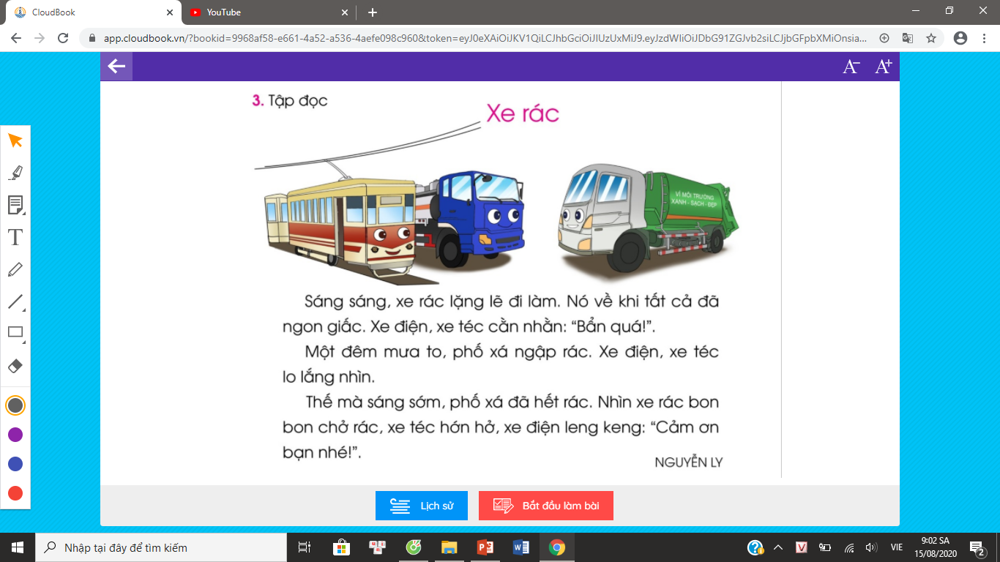 CloudBook
YouTube
app.cloudbook.vn/?bookid=9968af58-e661-4a52-a536-4aefe098c960&token=eyJ0eXAiOiJKV1QiLCJhbGciOiJIUzUxMiJ9.eyJzdWIiOiJDbG91ZGJvb2siLCJjbGFpbXMiOnsia...
A⁻ A⁺
3. Tập đọc
Xe rác
VÌ MÔI TRƯỜNG
XANH - SẠCH - ĐẸP
Sáng sáng, xe rác lặng lẽ đi làm. Nó về khi tất cả đã
ngon giấc. Xe điện, xe téc cằn nhằn: “Bẩn quá!”.
Một đêm mưa to, phố xá ngập rác. Xe điện, xe téc
lo lắng nhìn.
Thế mà sáng sớm, phố xá đã hết rác. Nhìn xe rác bon
bon chở rác, xe téc hớn hở, xe điện leng keng: “Cảm ơn
bạn nhé!”.
NGUYỄN LY
T
Lịch sử
Bắt đầu làm bài
Nhập tại đây để tìm kiếm
VIE
9:02 SA
15/08/2020
2